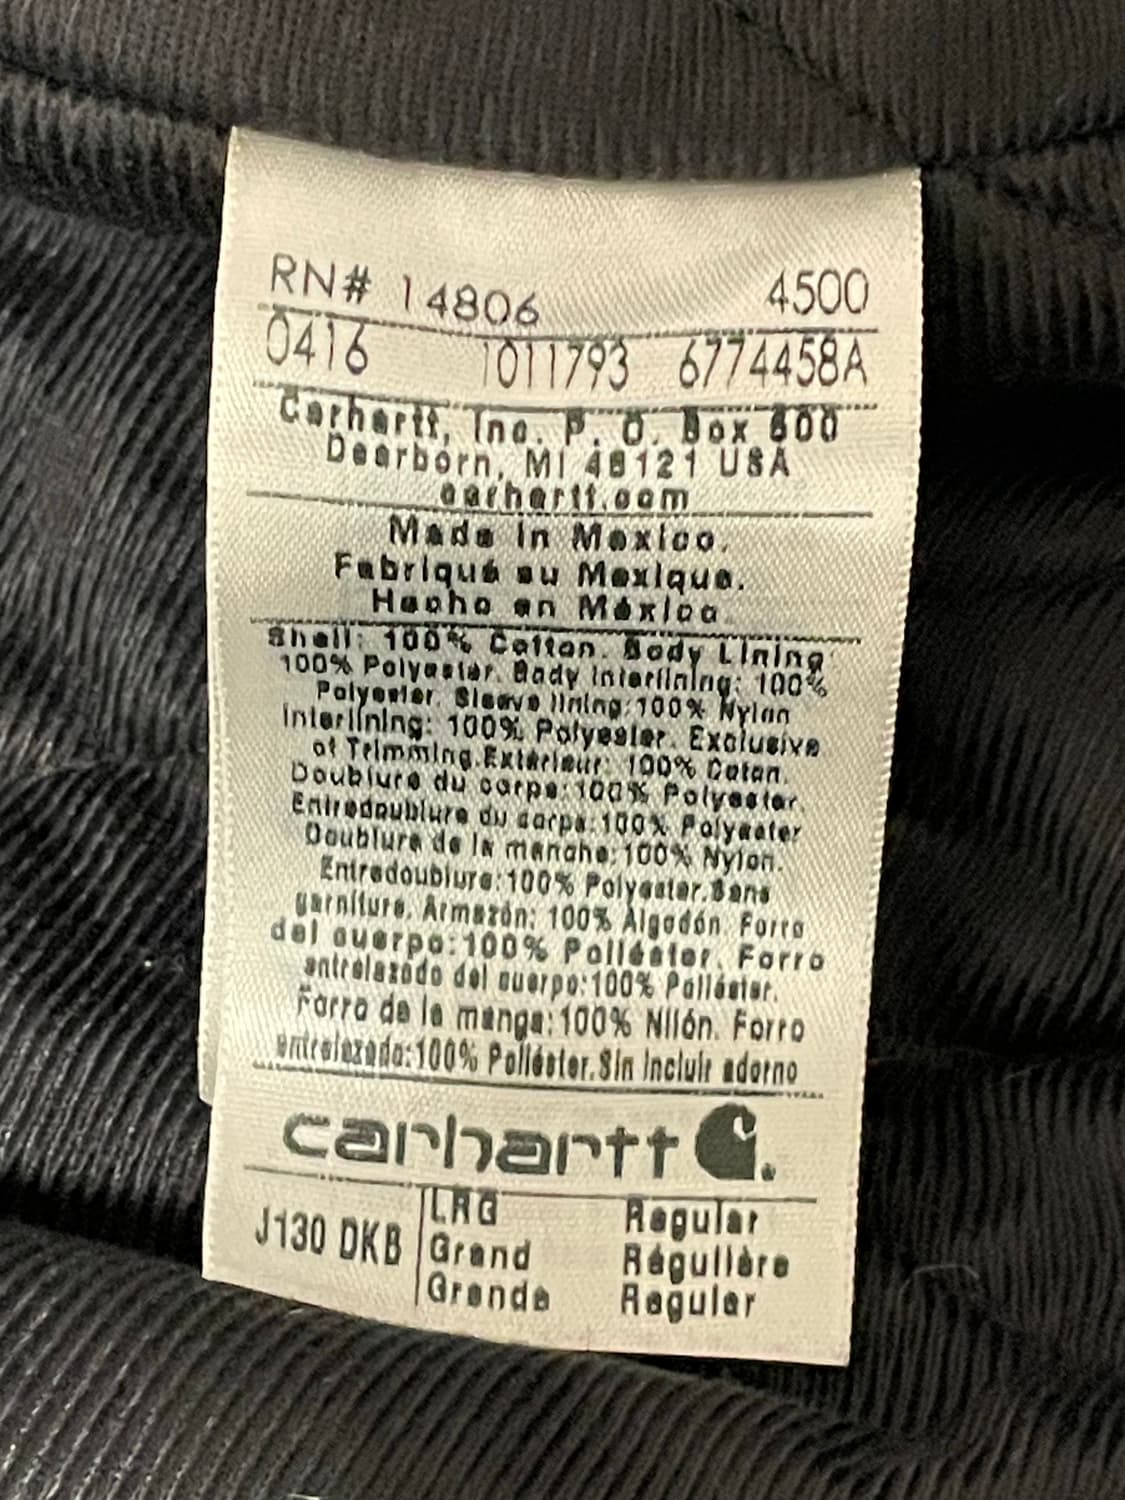 RN# 14806 4500
0416 1011793 6774458A
Carhartt, Inc. P. O. Box 600
Dearborn, MI 48121 USA
carhartt.com
Made in Mexico.
Fabriqué au Mexique.
Hecho en México.
Shell: 100% Cotton. Body Lining:
100% Polyester. Body Interlining: 100%
Polyester. Sleeve lining:100% Nylon
Interlining: 100% Polyester. Exclusive
of Trimming.Extérieur: 100% Coton.
Doublure du corps:100% Polyester.
Entredoublure du corps:100% Polyester
Doublure de la manche:100% Nylon.
Entredoublure:100% Polyester.Sans
garniture. Armazón: 100% Algodón. Forro
del cuerpo:100% Poliéster. Forro
entrelazado del cuerpo:100% Poliéster.
Forro de la manga:100% Nilón. Forro
entrelazado:100% Poliéster.Sin incluir adorno
carhartt
J130 DKB LRG Regular
Grand Régulière
Grande Regular